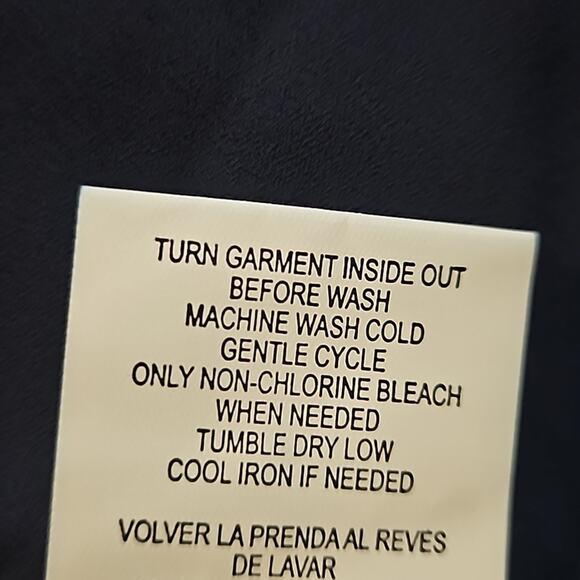 TURN GARMENT INSIDE OUT
BEFORE WASH
MACHINE WASH COLD
GENTLE CYCLE
ONLY NON-CHLORINE BLEACH
WHEN NEEDED
TUMBLE DRY LOW
COOL IRON IF NEEDED
VOLVER LA PRENDA AL REVES
DE LAVAR